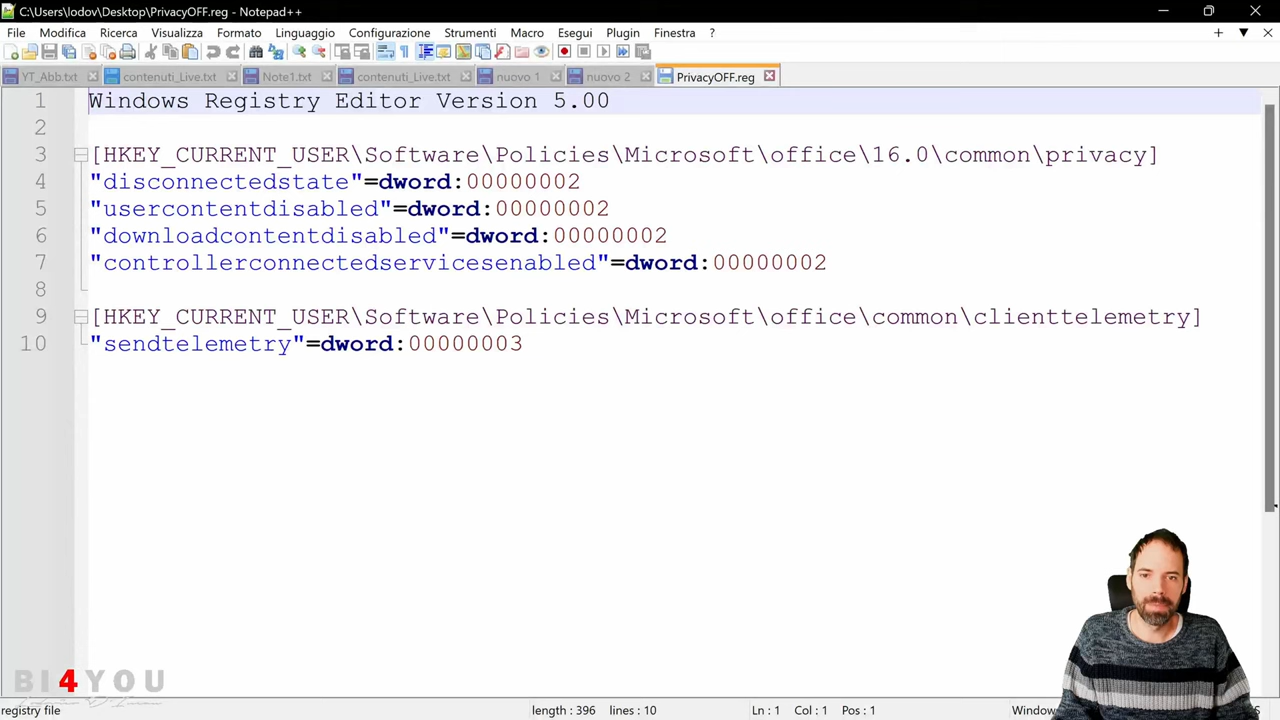 C:\Users\lodov\Desktop\PrivacyOFF.reg - Notepad++
File Modifica Ricerca Visualizza Formato Linguaggio Configurazione Strumenti Macro Esegui Plugin Finestra ?
YT_Abb.txt contenuti_Live.txt Note1.txt contenuti_Live.txt nuovo 1 nuovo 2 PrivacyOFF.reg
1 Windows Registry Editor Version 5.00
2
3 [HKEY_CURRENT_USER\Software\Policies\Microsoft\office\16.0\common\privacy]
4 "disconnectedstate"=dword:00000002
5 "usercontentdisabled"=dword:00000002
6 "downloadcontentdisabled"=dword:00000002
7 "controllerconnectedservicesenabled"=dword:00000002
8
9 [HKEY_CURRENT_USER\Software\Policies\Microsoft\office\common\clienttelemetry]
10 "sendtelemetry"=dword:00000003
BI4YOU
registry file length : 396 lines : 10 Ln : 1 Col : 1 Pos : 1